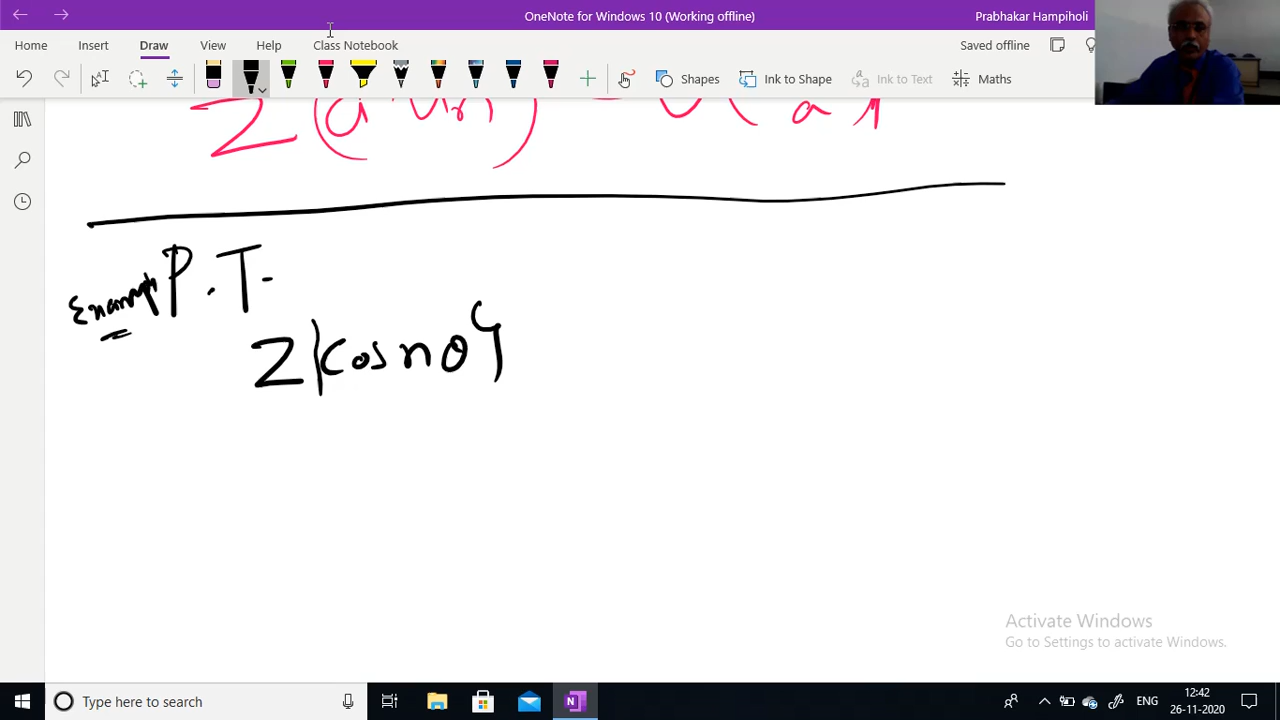 OneNote for Windows 10 (Working offline)
Prabhakar Hampiholi
Home Insert Draw View Help Class Notebook
Saved offline
Shapes Ink to Shape Ink to Text Maths
Example P.T-
Z{cos nθ}
Activate Windows
Go to Settings to activate Windows.
Type here to search
ENG
12:42
26-11-2020